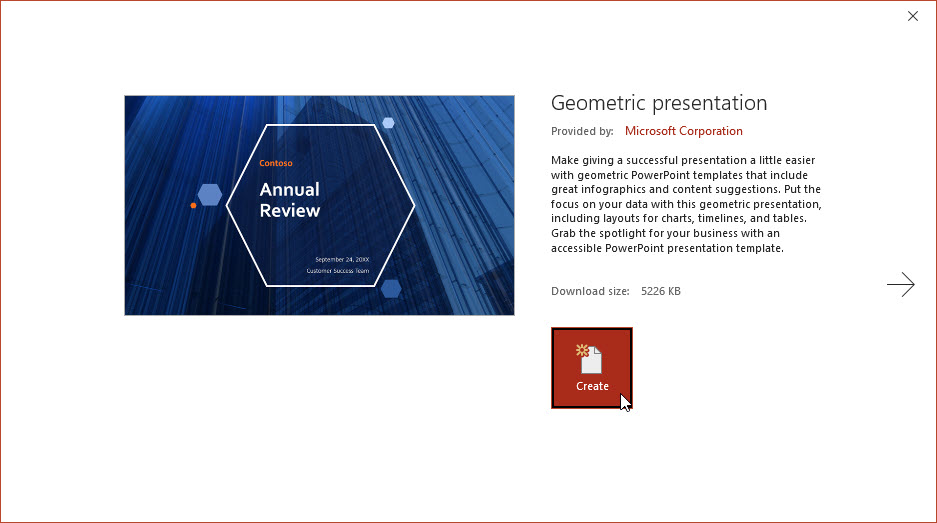 Geometric presentation
Provided by: Microsoft Corporation
Make giving a successful presentation a little easier
with geometric PowerPoint templates that include
great infographics and content suggestions. Put the
focus on your data with this geometric presentation,
including layouts for charts, timelines, and tables.
Grab the spotlight for your business with an
accessible PowerPoint presentation template.
Download size: 5226 KB
Create
Contoso
Annual
Review
September 24, 20XX
Customer Success Team